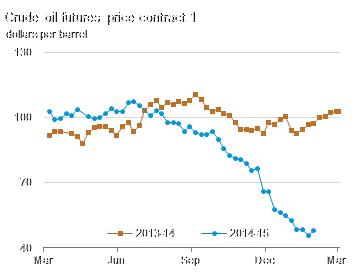 Crude oil futures price contract 1
dollars per barrel
130
100
70
40
2013-14
2014-15
Mar
Jun
Sep
Dec
Mar